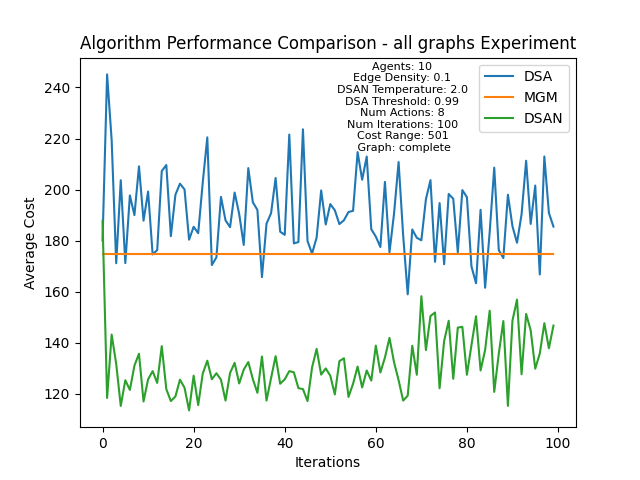 Algorithm Performance Comparison - all graphs Experiment
Agents: 10
Edge Density: 0.1
DSAN Temperature: 2.0
DSA Threshold: 0.99
Num Actions: 8
Num Iterations: 100
Cost Range: 501
Graph: complete
DSA
MGM
DSAN
Average Cost
240
220
200
180
160
140
120
0
20
40
60
80
100
Iterations